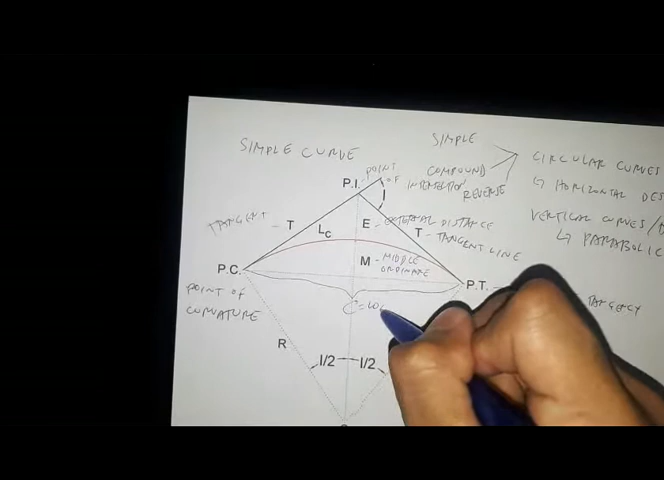 SIMPLE CURVE
SIMPLE
COMPOUND
REVERSE
CIRCULAR CURVES
↳ HORIZONTAL DES
VERTICAL CURVES/
↳ PARABOLIC
P.I.
POINT
OF
INTERSECTION
I
TANGENT - T
LC
E - EXTERNAL DISTANCE
T - TANGENT LINE
M - MIDDLE
ORDINATE
P.C.
POINT OF
CURVATURE
P.T. -
TANGENCY
R
I/2
I/2